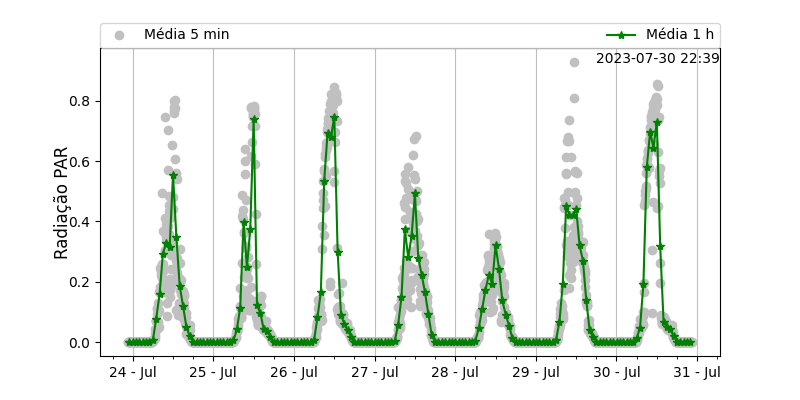 Média 5 min
Média 1 h
2023-07-30 22:39
Radiação PAR
0.8
0.6
0.4
0.2
0.0
24 - Jul
25 - Jul
26 - Jul
27 - Jul
28 - Jul
29 - Jul
30 - Jul
31 - Jul